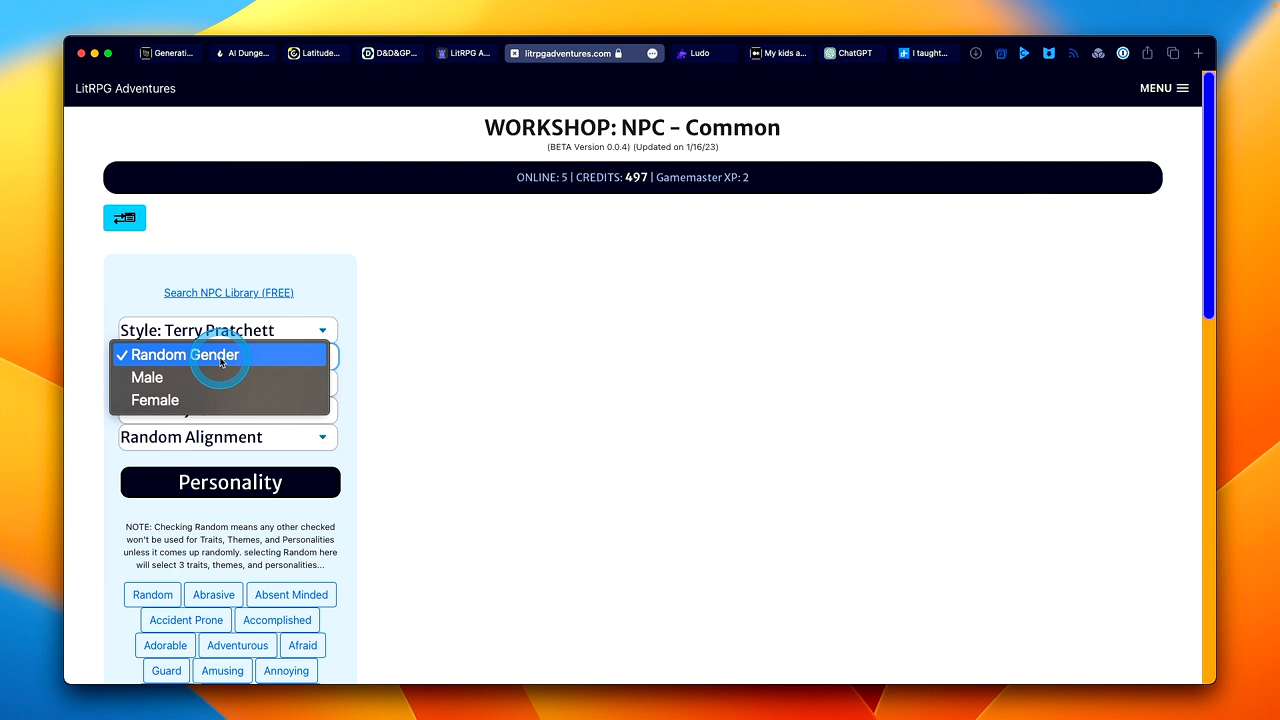 Generati...
AI Dunge...
Latitude...
D&D&GP...
LitRPG A...
litrpgadventures.com
Ludo
My kids a...
ChatGPT
I taught...
LitRPG Adventures
MENU
WORKSHOP: NPC - Common
(BETA Version 0.0.4) (Updated on 1/16/23)
ONLINE: 5 | CREDITS: 497 | Gamemaster XP: 2
Search NPC Library (FREE)
Style: Terry Pratchett
Random Gender
Male
Female
Random Alignment
Personality
NOTE: Checking Random means any other checked
won't be used for Traits, Themes, and Personalities
unless it comes up randomly. selecting Random here
will select 3 traits, themes, and personalities...
Random Abrasive Absent Minded
Accident Prone Accomplished
Adorable Adventurous Afraid
Guard Amusing Annoying